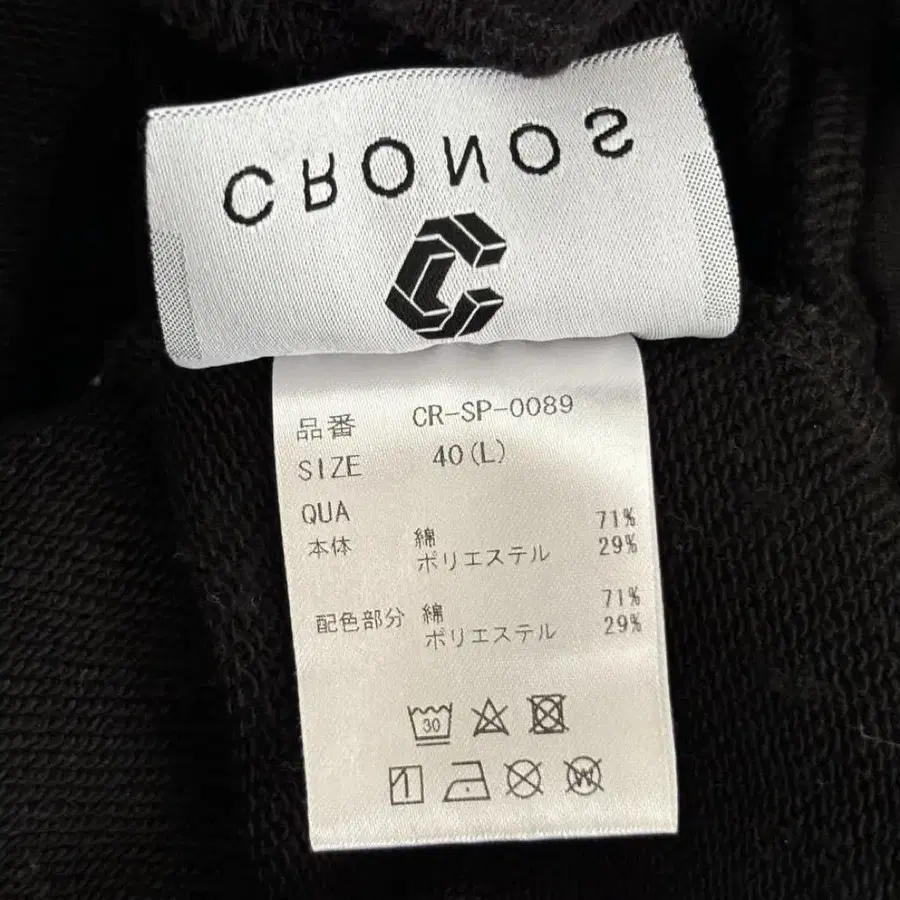 CRONOS
品番 CR-SP-0089
SIZE 40(L)
QUA
本体 綿 71%
ポリエステル 29%
配色部分 綿 71%
ポリエステル 29%
30
W